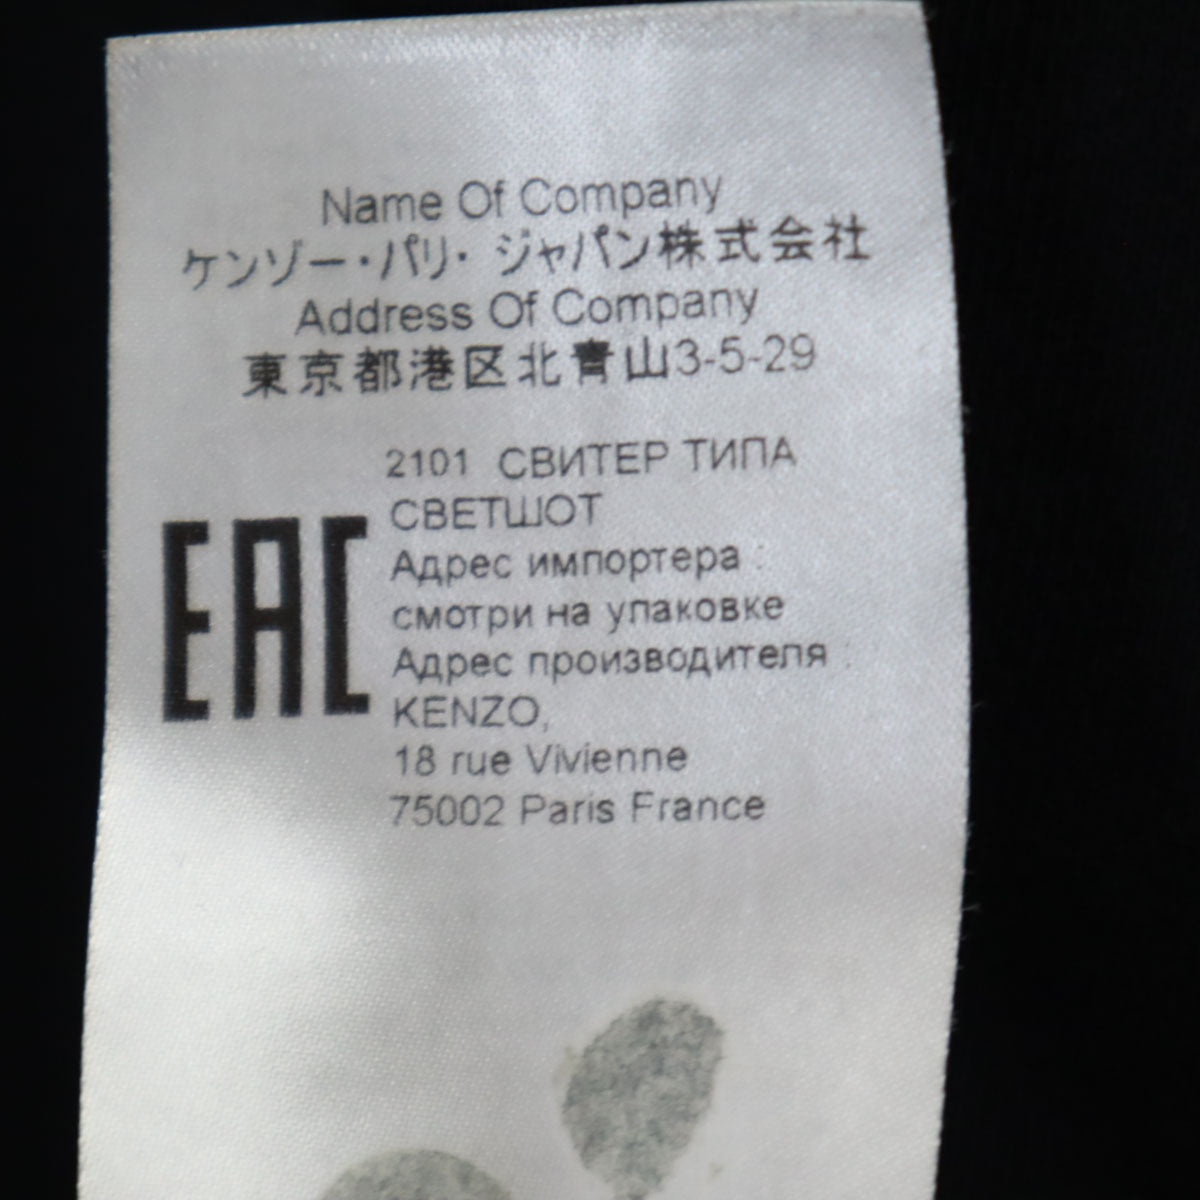 Name Of Company
ケンゾー・パリ・ ジャパン株式会社
Address Of Company
東京都港区北青山3-5-29
2101 СВИТЕР ТИПА
СВЕТШОТ
Адрес импортера :
смотри на упаковке
Адрес производителя :
EAC
KENZO,
18 rue Vivienne
75002 Paris France